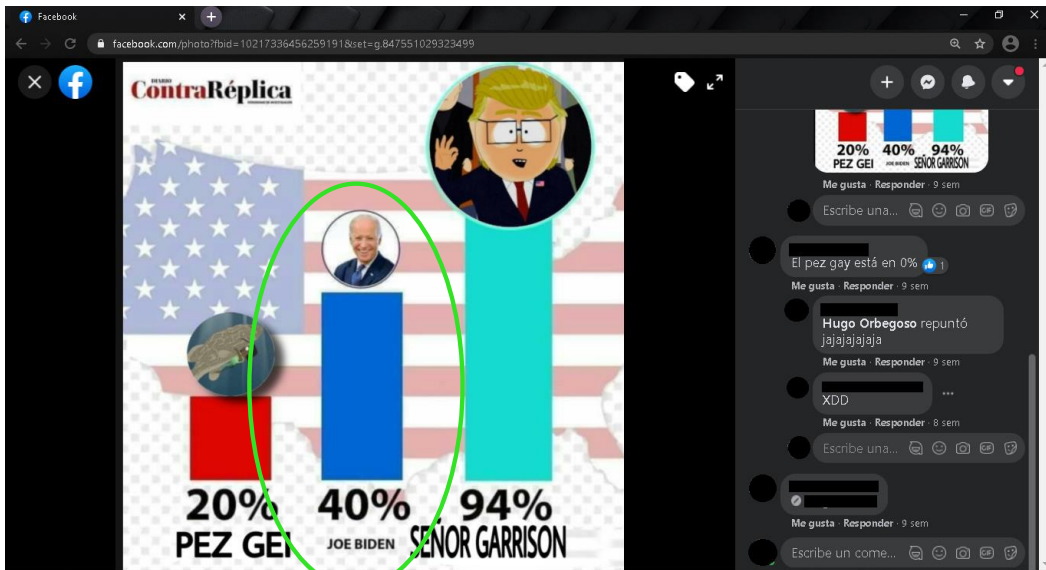 Facebook
facebook.com/photo?fbid=10217336456259191&set=g.847551029323499
DIARIO
ContraRéplica
20%
PEZ GEI
40%
JOE BIDEN
94%
SEÑOR GARRISON
20% 40% 94%
PEZ GEI JOE BIDEN SEÑOR GARRISON
Me gusta · Responder · 9 sem
Escribe una...
GIF
El pez gay está en 0% 1
Me gusta · Responder · 9 sem
Hugo Orbegoso repuntó
jajajajajaja
Me gusta · Responder · 9 sem
XDD
Me gusta · Responder · 8 sem
Escribe una...
GIF
Me gusta · Responder · 9 sem
Escribe un come...
GIF